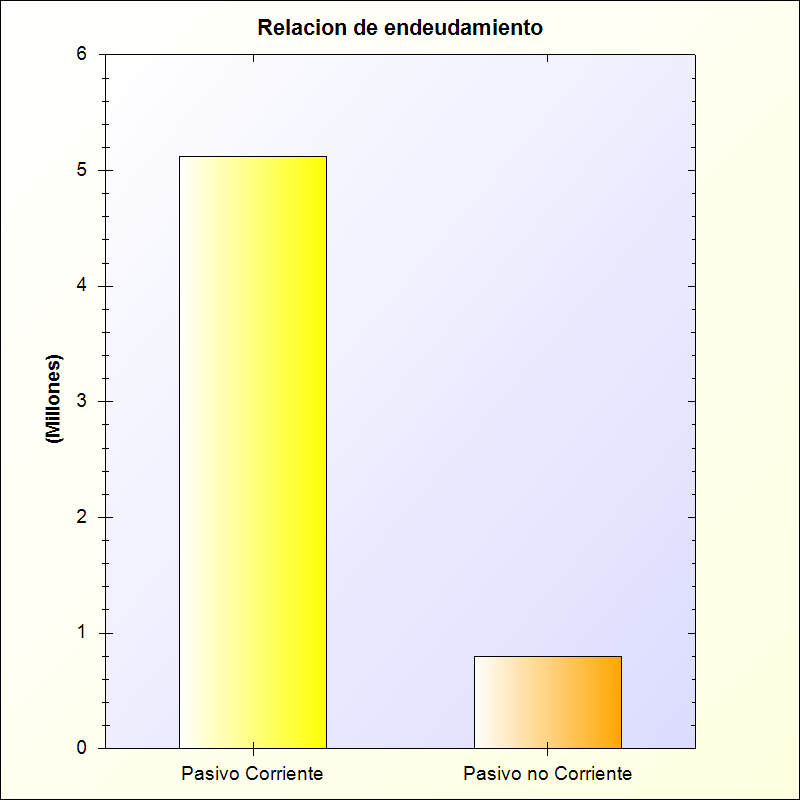 Relacion de endeudamiento
6
5
4
3
2
1
0
(Millones)
Pasivo Corriente
Pasivo no Corriente